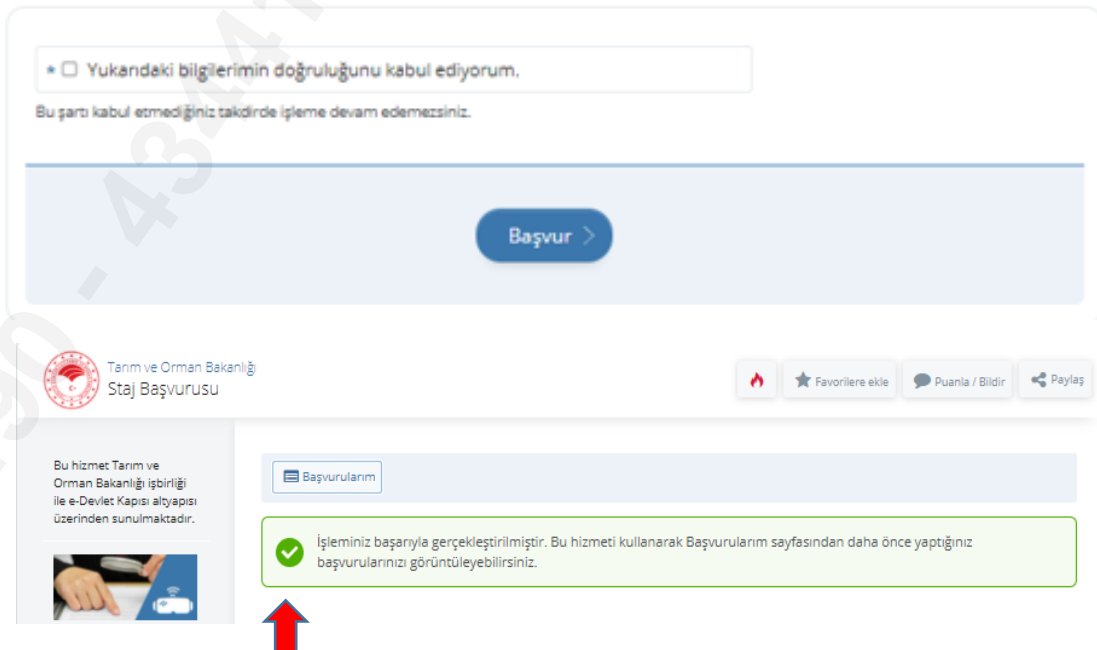 * Yukarıdaki bilgilerimin doğruluğunu kabul ediyorum.
Bu şartı kabul etmediğiniz takdirde işleme devam edemezsiniz.
Başvur
Tarım ve Orman Bakanlığı
Staj Başvurusu
Favorilere ekle
Puanla / Bildir
Paylaş
Bu hizmet Tarım ve
Orman Bakanlığı işbirliği
ile e-Devlet Kapısı altyapısı
üzerinden sunulmaktadır.
Başvurularım
İşleminiz başarıyla gerçekleştirilmiştir. Bu hizmeti kullanarak Başvurularım sayfasından daha önce yaptığınız
başvurularınızı görüntüleyebilirsiniz.